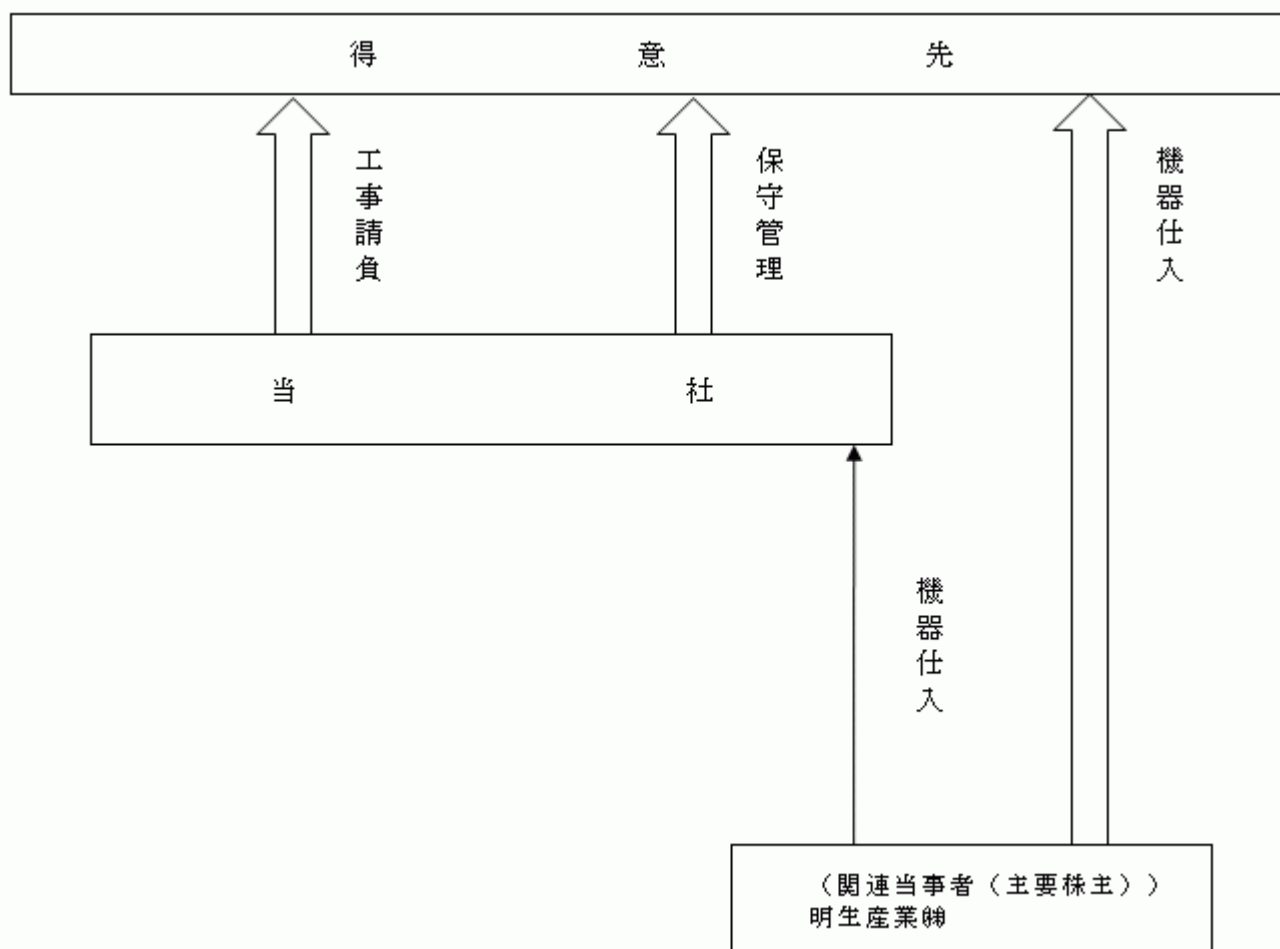 得意先
工事請負
保守管理
機器仕入
当社
機器仕入
（関連当事者（主要株主））
明生産業㈱